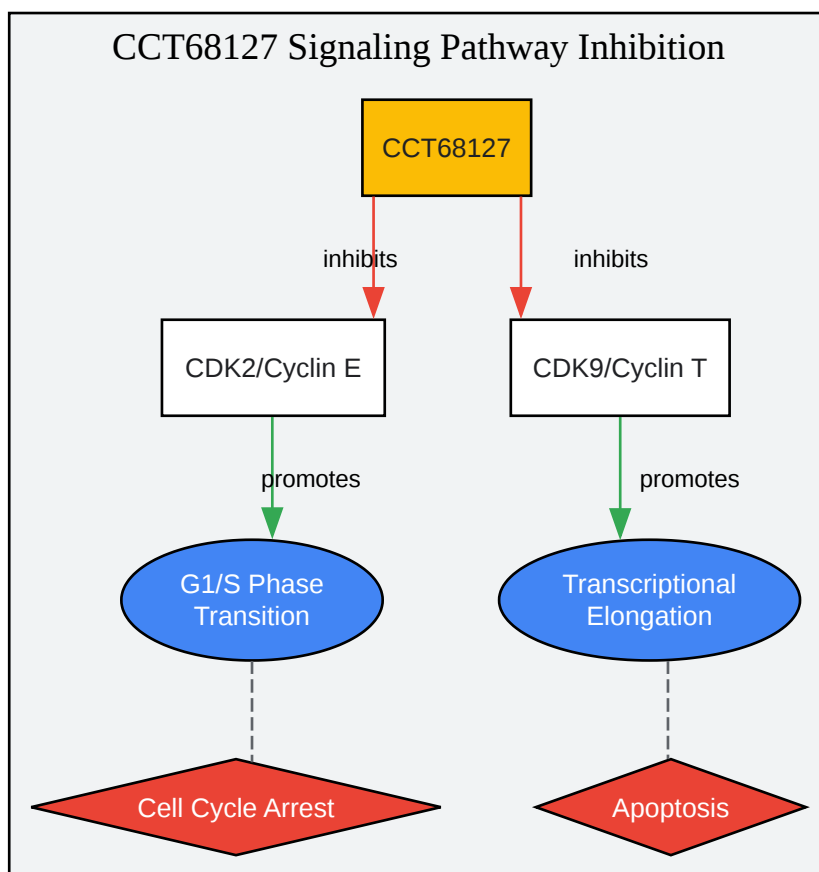 CCT68127 Signaling Pathway Inhibition
CCT68127
inhibits
inhibits
CDK2/Cyclin E
CDK9/Cyclin T
promotes
promotes
G1/S Phase
Transition
Transcriptional
Elongation
Cell Cycle Arrest
Apoptosis